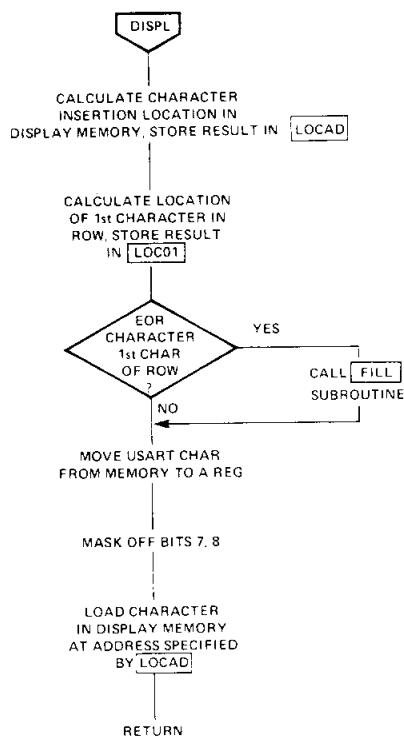 DISPL
CALCULATE CHARACTER
INSERTION LOCATION IN
DISPLAY MEMORY, STORE RESULT IN LOCAD
CALCULATE LOCATION
OF 1st CHARACTER IN
ROW, STORE RESULT
IN LOC01
EOR
CHARACTER
1st CHAR
OF ROW
?
YES
CALL FILL
SUBROUTINE
NO
MOVE USART CHAR
FROM MEMORY TO A REG
MASK OFF BITS 7, 8
LOAD CHARACTER
IN DISPLAY MEMORY
AT ADDRESS SPECIFIED
BY LOCAD
RETURN